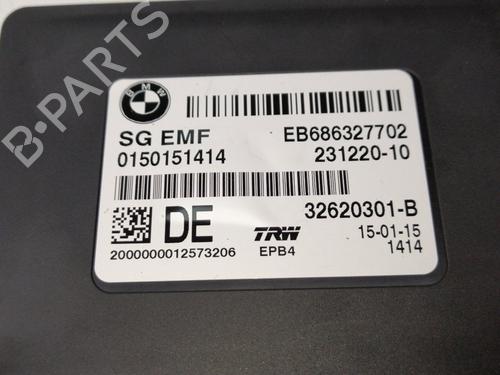 B-PARTS
BMW
SG EMF EB686327702
0150151414 231220-10
32620301-B
DE TRW 15-01-15
2000000012573206 EPB4 1414